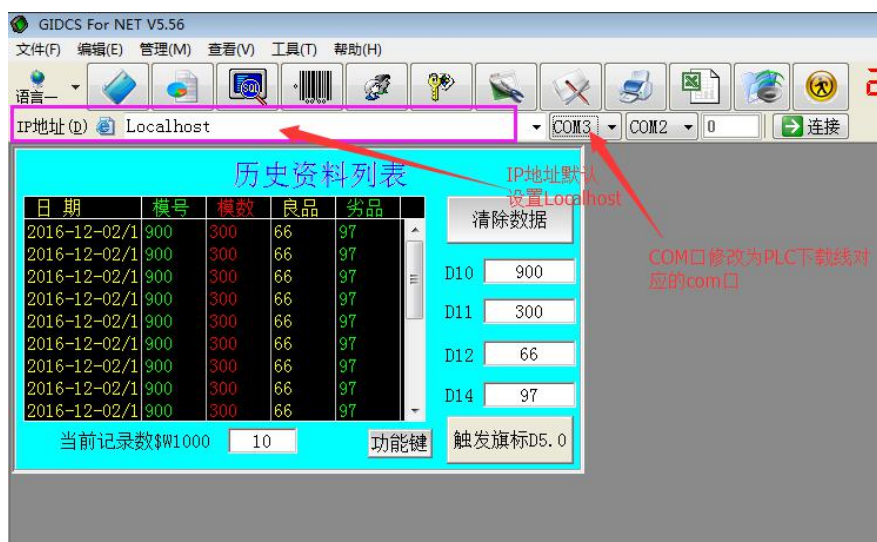 GIDCS For NET V5.56
文件(F) 编辑(E) 管理(M) 查看(V) 工具(T) 帮助(H)
语言一 SQL
IP地址(D) Localhost COM3 COM2 0 连接
历史资料列表
IP地址默认
设置Localhost
日 期 模号 模数 良品 劣品
清除数据
2016-12-02/1 900 300 66 97
2016-12-02/1 900 300 66 97
2016-12-02/1 900 300 66 97
2016-12-02/1 900 300 66 97
2016-12-02/1 900 300 66 97
2016-12-02/1 900 300 66 97
2016-12-02/1 900 300 66 97
2016-12-02/1 900 300 66 97
2016-12-02/1 900 300 66 97
D10 900
D11 300
D12 66
D14 97
COM口修改为PLC下载线对
应的com口
当前记录数$W1000 10 功能键 触发旗标D5.0